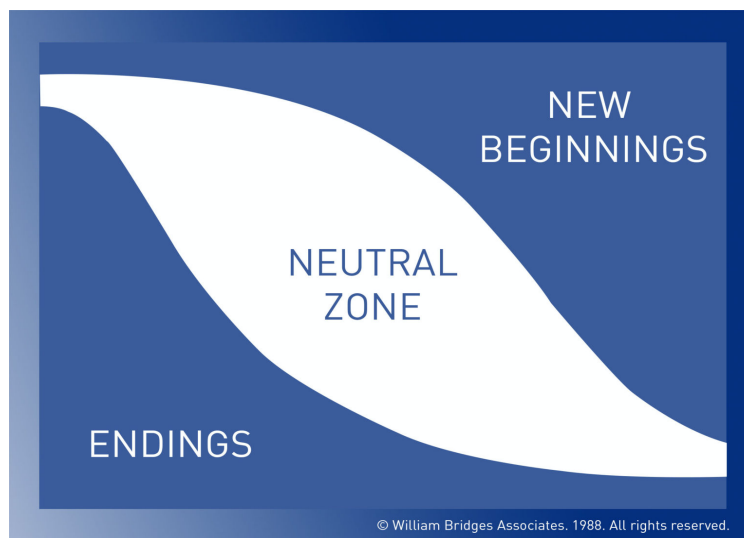 NEW
BEGINNINGS
NEUTRAL
ZONE
ENDINGS
© William Bridges Associates. 1988. All rights reserved.